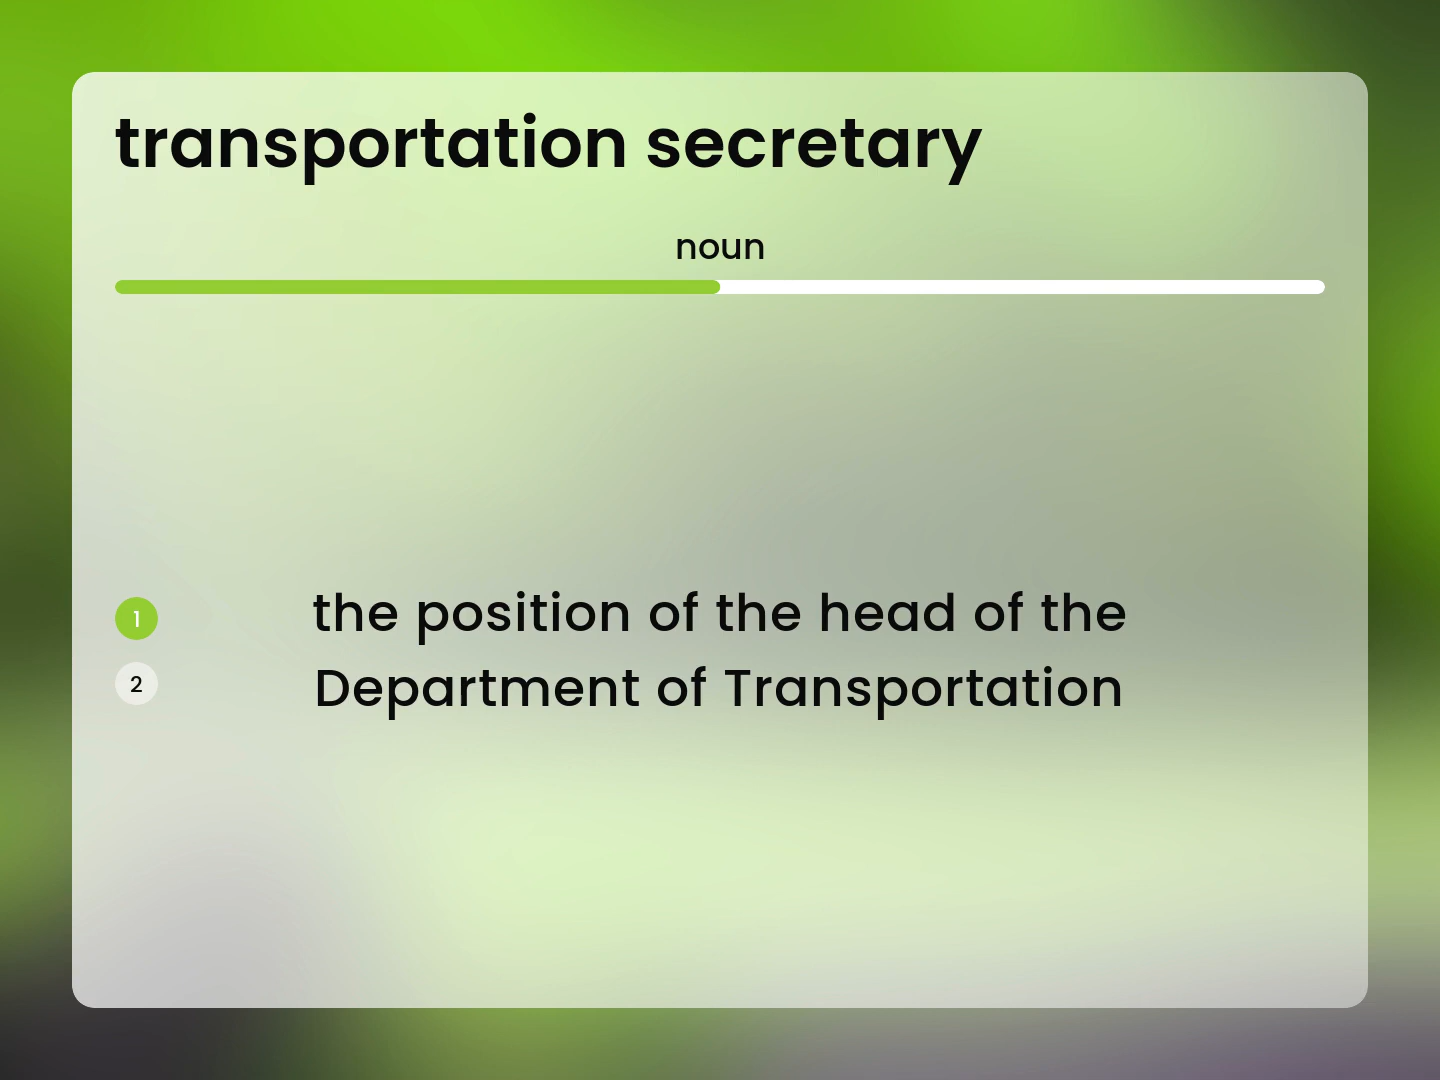 transportation secretary
noun
1
the position of the head of the
2
Department of Transportation